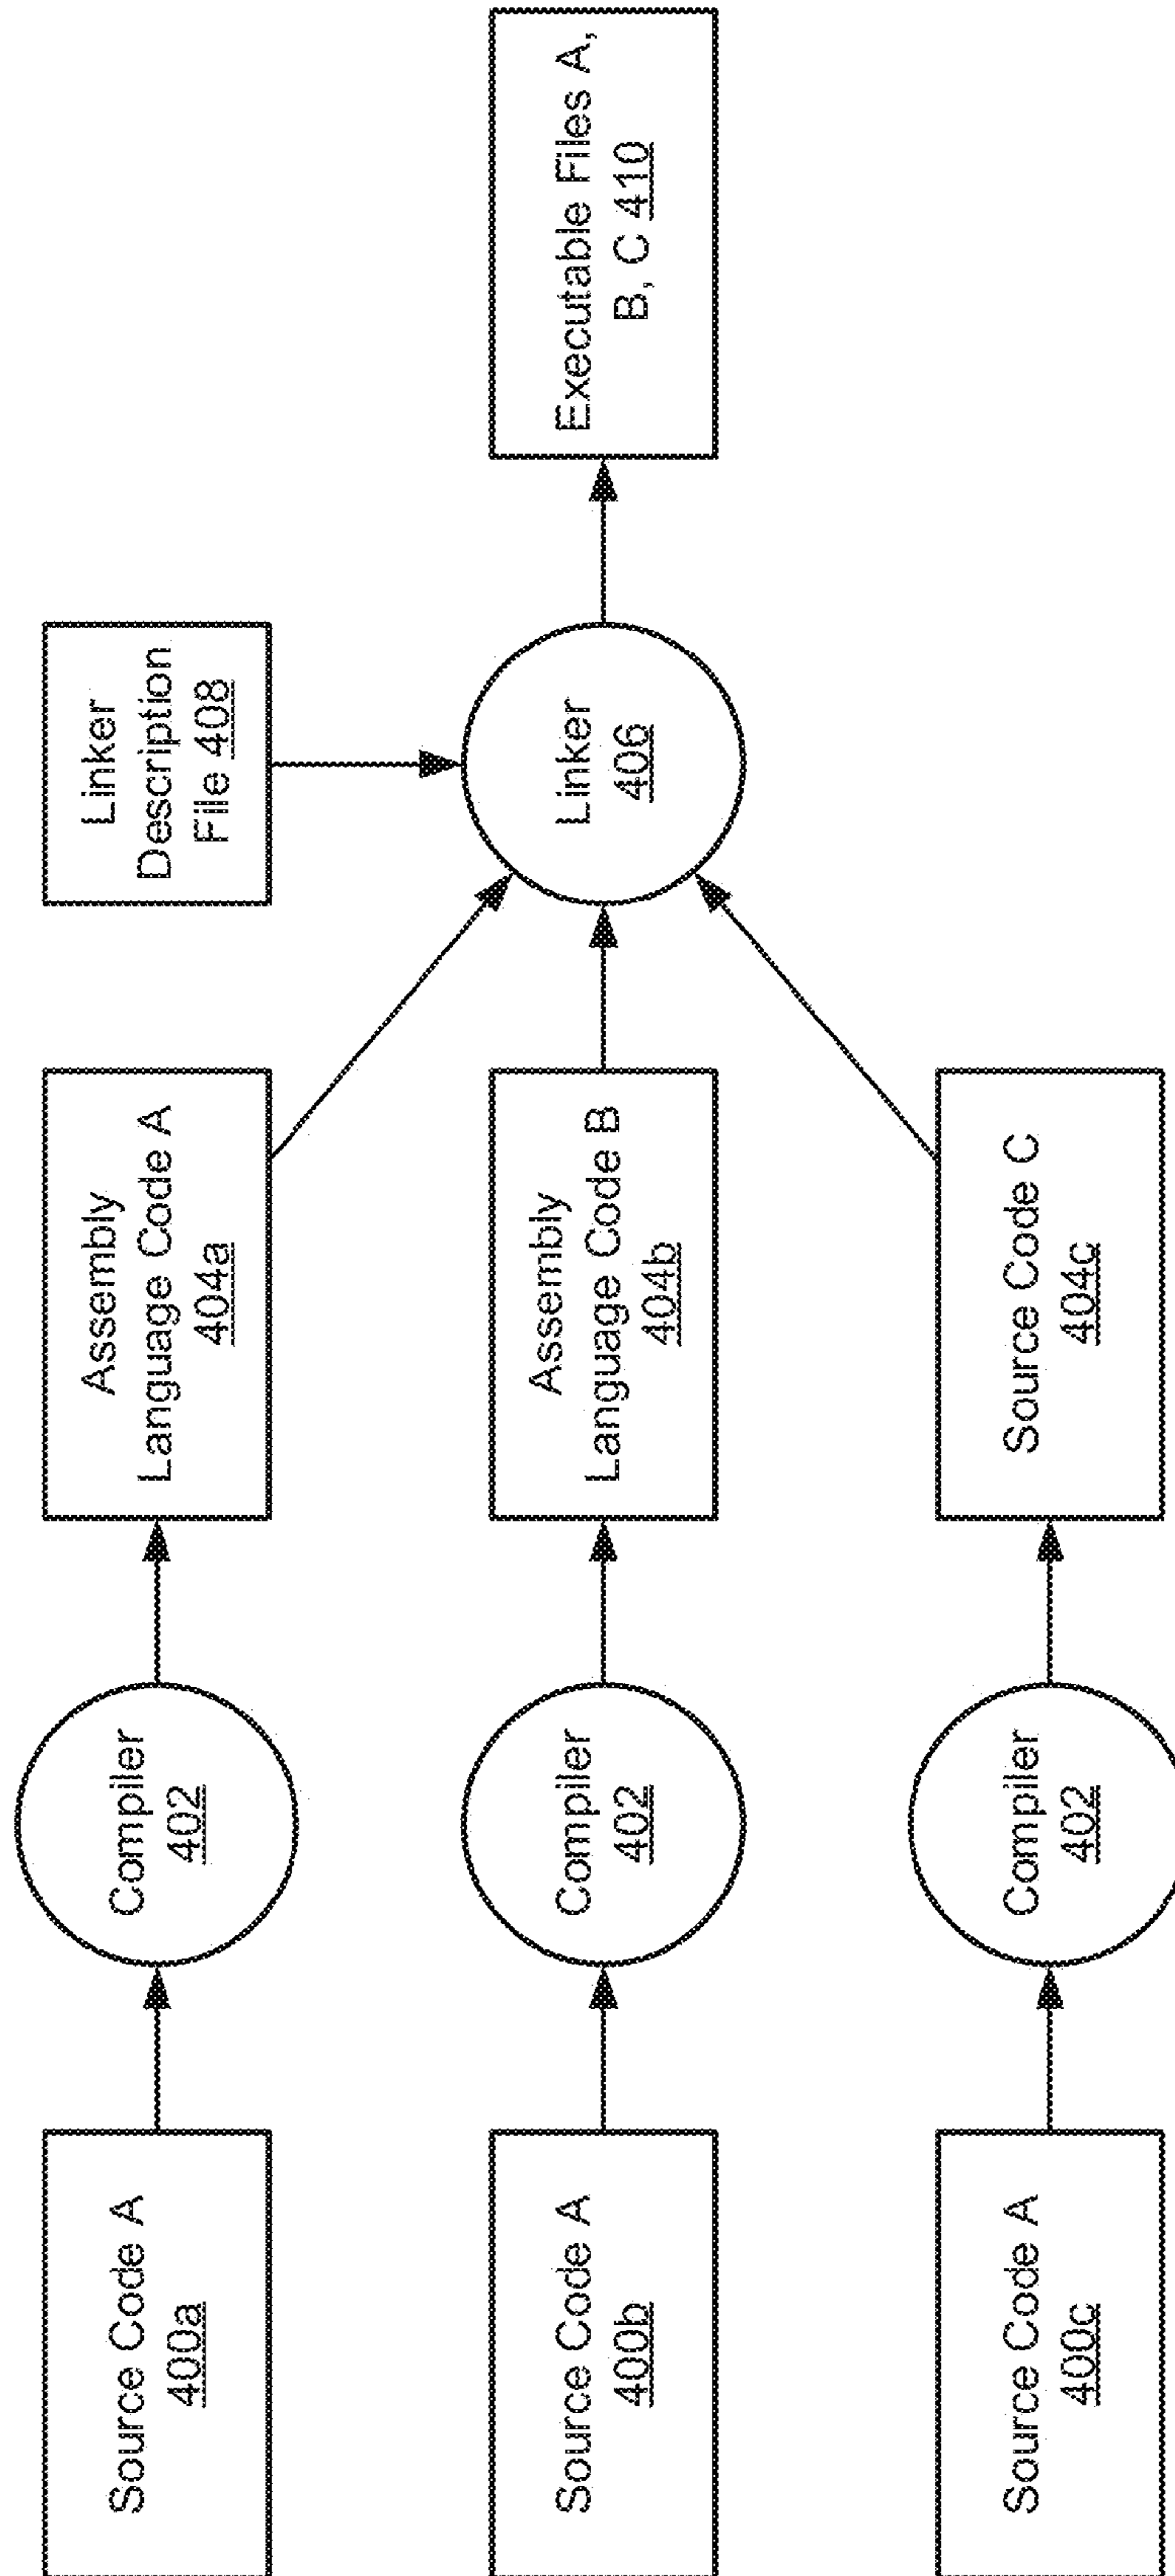 Source Code A
400a
Compiler
402
Assembly
Language Code A
404a
Linker
Description
File 408
Source Code A
400b
Compiler
402
Assembly
Language Code B
404b
Linker
406
Executable Files A,
B, C 410
Source Code A
400c
Compiler
402
Source Code C
404c